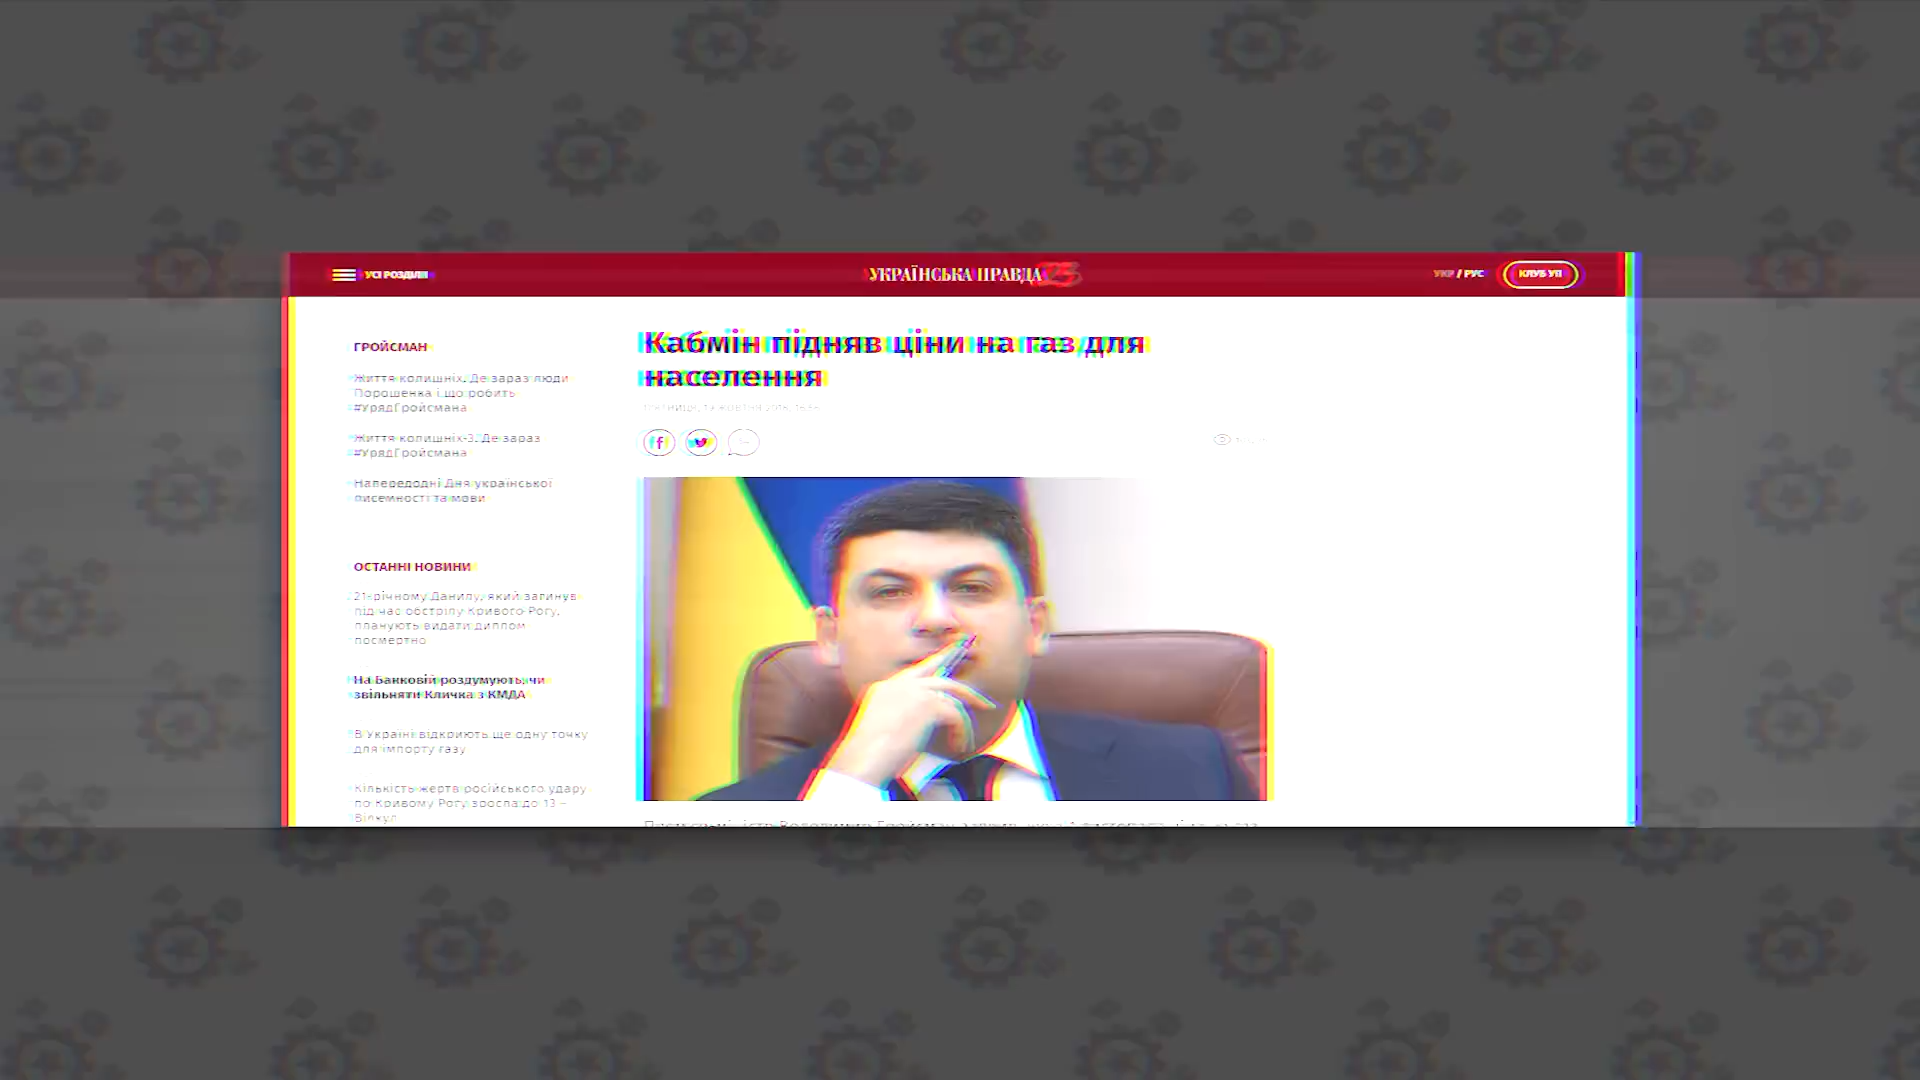 УСІ РОЗДІЛИ
УКРАЇНСЬКА ПРАВДА 25
УКР / РУС
КЛУБ УП
ГРОЙСМАН
Життя колишніх. Де зараз люди
Порошенка і що робить
#УрядГройсмана
Життя колишніх-3. Де зараз
#УрядГройсмана
Напередодні Дня української
писемності та мови
ОСТАННІ НОВИНИ
21-річному Данилу, який загинув
під час обстрілу Кривого Рогу,
планують видати диплом
посмертно
На Банковій роздумують, чи
звільняти Кличка з КМДА
В Україні відкриють ще одну точку
для імпорту газу
Кількість жертв російського удару
по Кривому Рогу зросла до 13 –
Вілкул
Кабмін підняв ціни на газ для
населення